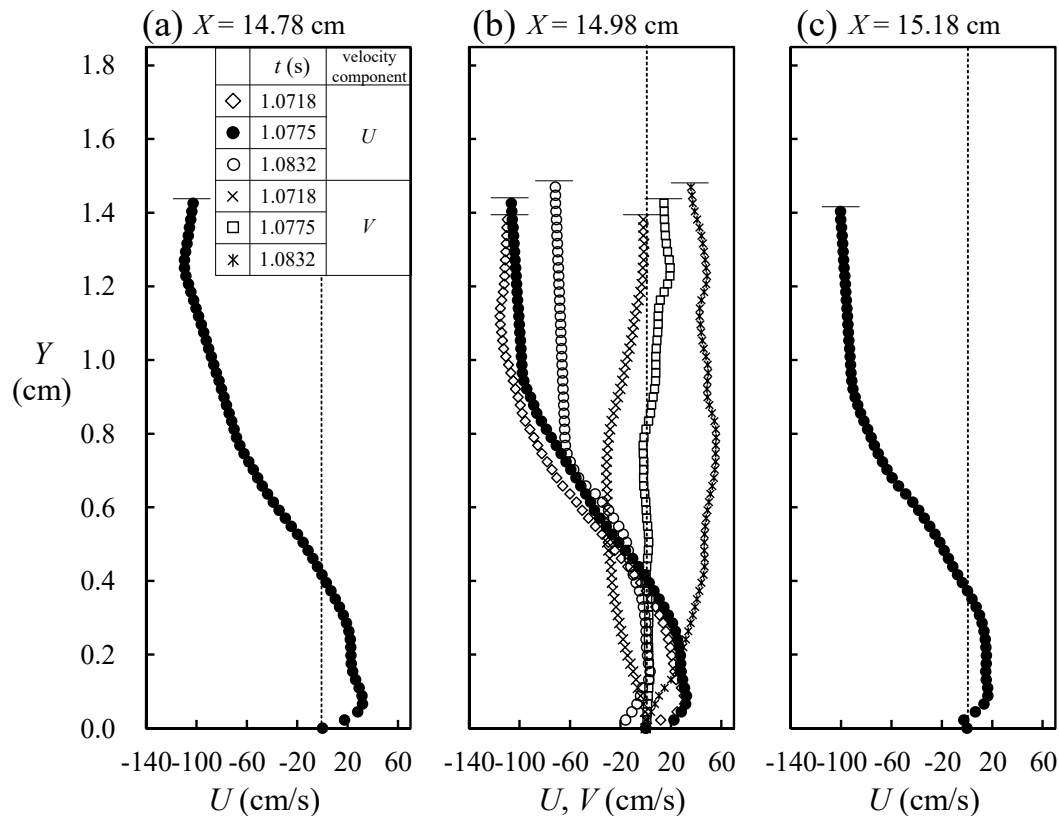 (a) X = 14.78 cm
(b) X = 14.98 cm
(c) X = 15.18 cm
t (s) velocity component
1.0718
1.0775 U
1.0832
1.0718
1.0775 V
1.0832
1.8
1.6
1.4
1.2
1.0
0.8
0.6
0.4
0.2
0.0
Y
(cm)
-140 -100 -60 -20 20 60
-140 -100 -60 -20 20 60
-140 -100 -60 -20 20 60
U (cm/s)
U, V (cm/s)
U (cm/s)